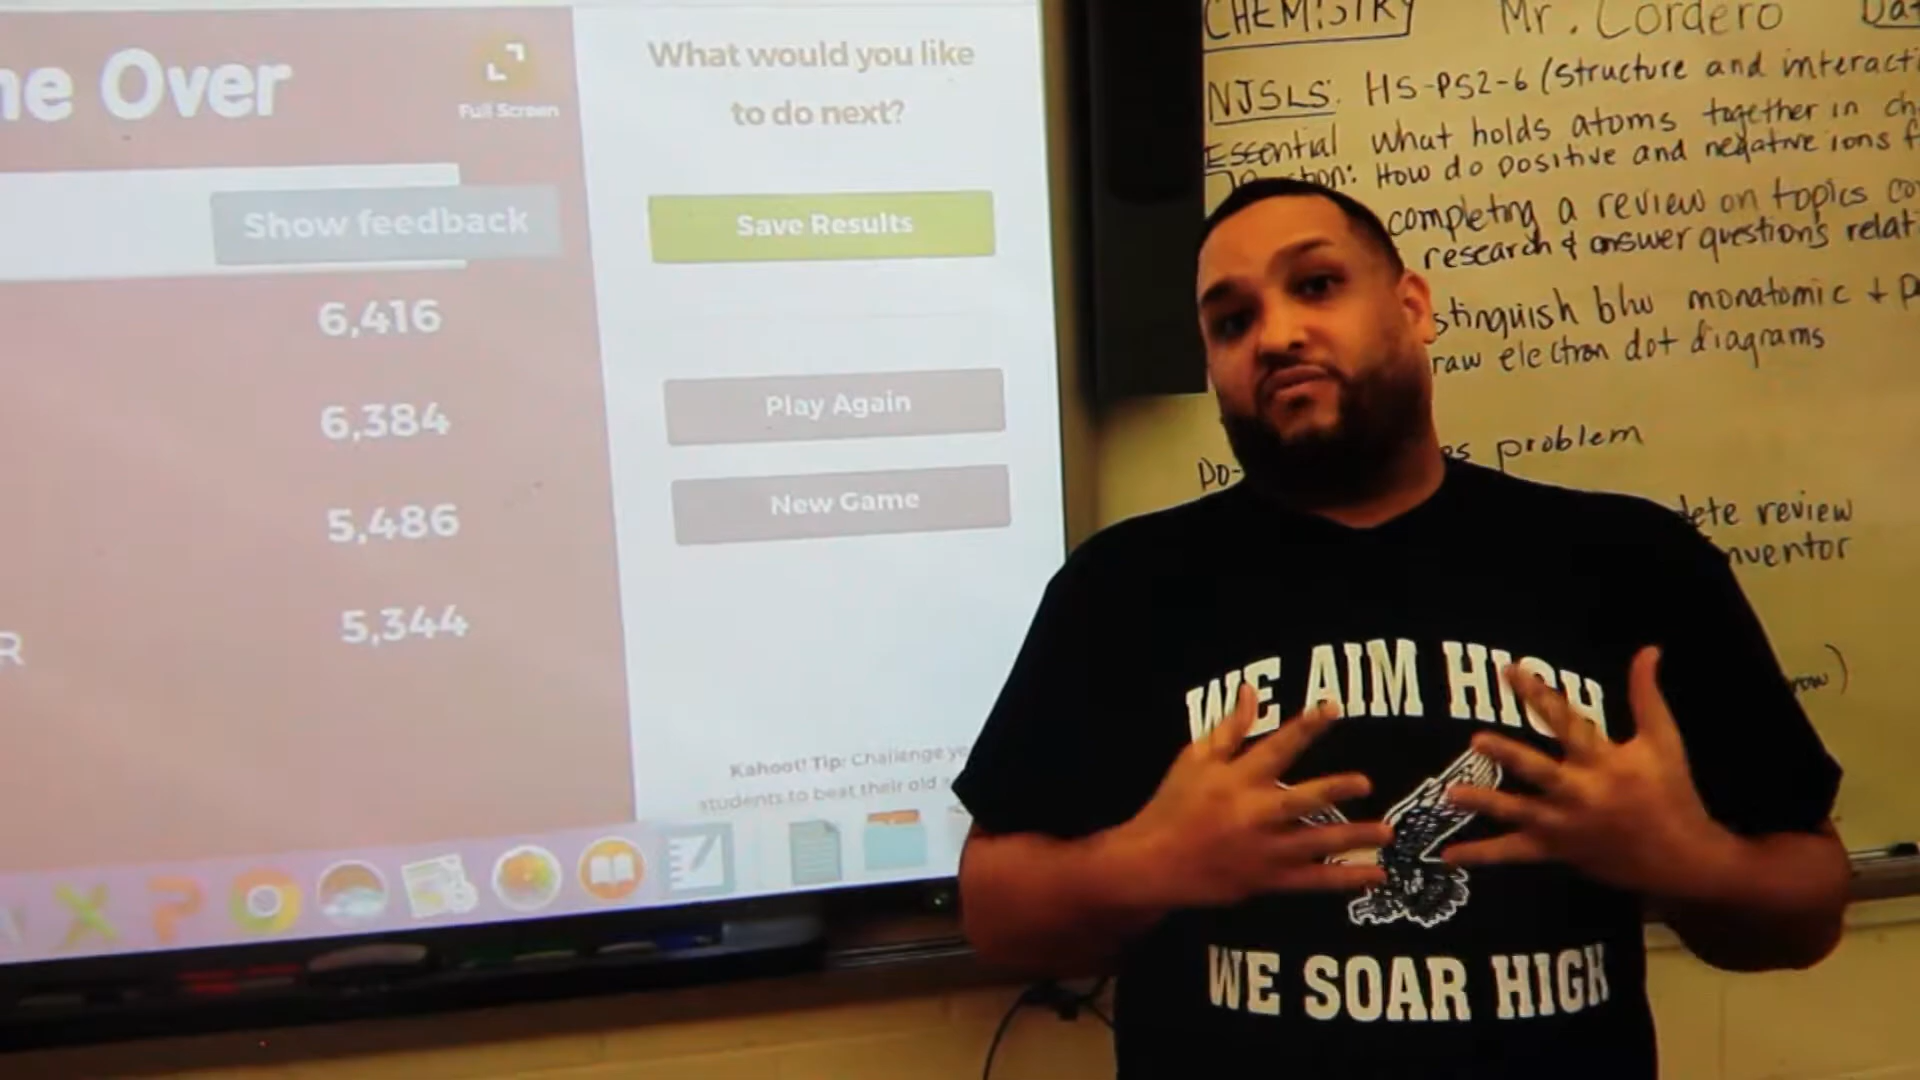 ne Over
Full Screen
Show feedback
6,416
6,384
5,486
5,344
R
What would you like
to do next?
Save Results
Play Again
New Game
Kahoot! Tip: Challenge yo
students to beat their old
CHEMISTRY Mr. Cordero Dat
NJSLS: HS-PS2-6 (Structure and interacti
Essential What holds atoms together in ch
How do positive and negative ions f
completing a review on topics co
research & answer questions relat
stinguish b/w monatomic + P
raw electron dot diagrams
Do- es problem
lete review
nventor
row)
WE AIM HIGH
WE SOAR HIGH